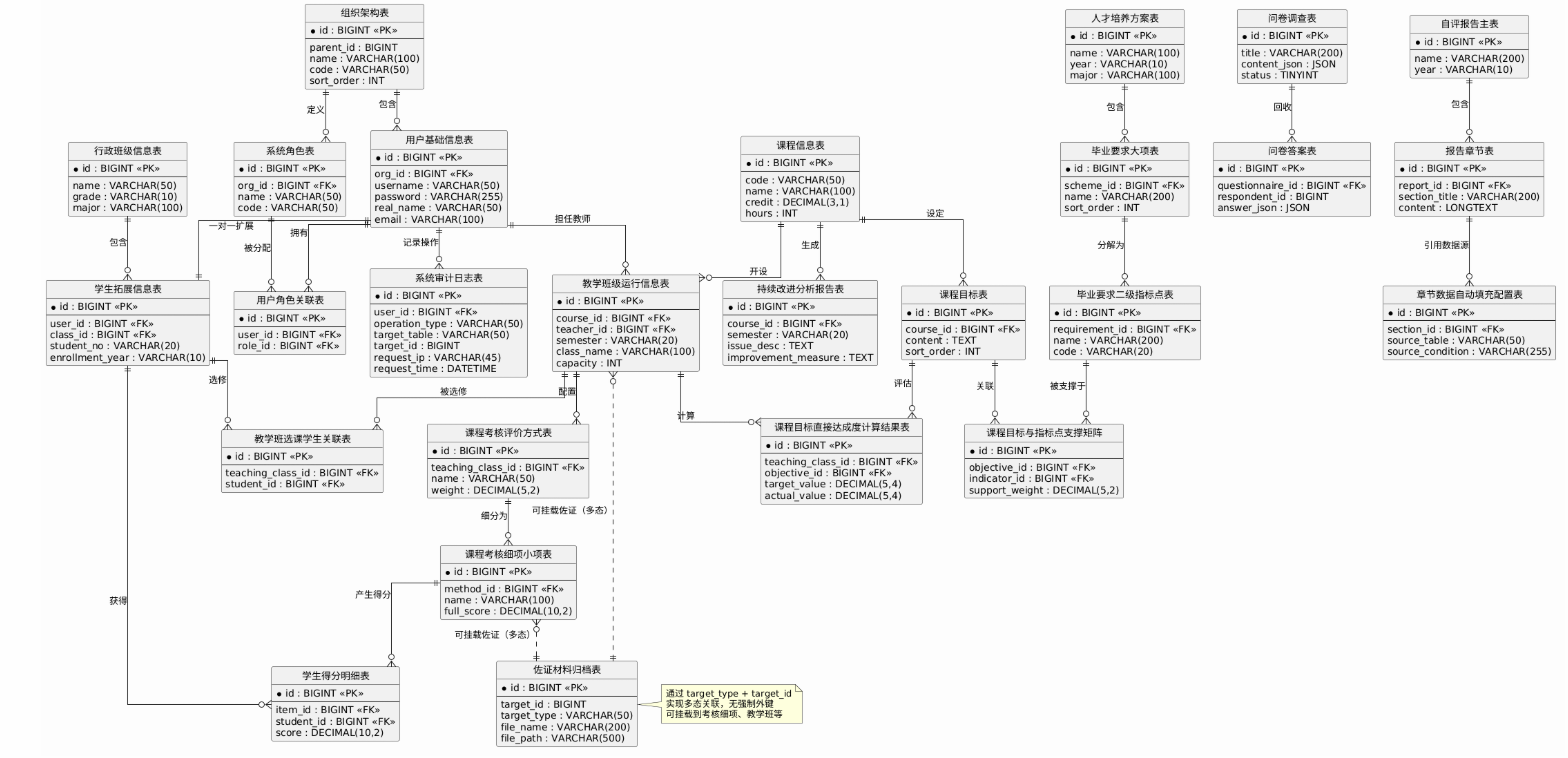 组织架构表
● id : BIGINT «PK»
parent_id : BIGINT
name : VARCHAR(100)
code : VARCHAR(50)
sort_order : INT
人才培养方案表
● id : BIGINT «PK»
name : VARCHAR(100)
year : VARCHAR(10)
major : VARCHAR(100)
问卷调查表
● id : BIGINT «PK»
title : VARCHAR(200)
content_json : JSON
status : TINYINT
自评报告主表
● id : BIGINT «PK»
name : VARCHAR(200)
year : VARCHAR(10)
定义
包含
包含
回收
包含
行政班级信息表
● id : BIGINT «PK»
name : VARCHAR(50)
grade : VARCHAR(10)
major : VARCHAR(100)
系统角色表
● id : BIGINT «PK»
org_id : BIGINT «FK»
name : VARCHAR(50)
code : VARCHAR(50)
用户基础信息表
● id : BIGINT «PK»
org_id : BIGINT «FK»
username : VARCHAR(50)
password : VARCHAR(255)
real_name : VARCHAR(50)
email : VARCHAR(100)
课程信息表
● id : BIGINT «PK»
code : VARCHAR(50)
name : VARCHAR(100)
credit : DECIMAL(3,1)
hours : INT
毕业要求大项表
● id : BIGINT «PK»
scheme_id : BIGINT «FK»
name : VARCHAR(200)
sort_order : INT
问卷答案表
● id : BIGINT «PK»
questionnaire_id : BIGINT «FK»
respondent_id : BIGINT
answer_json : JSON
报告章节表
● id : BIGINT «PK»
report_id : BIGINT «FK»
section_title : VARCHAR(200)
content : LONGTEXT
包含
一对一扩展
被分配
拥有
记录操作
担任教师
开设
生成
设定
分解为
引用数据源
学生拓展信息表
● id : BIGINT «PK»
user_id : BIGINT «FK»
class_id : BIGINT «FK»
student_no : VARCHAR(20)
enrollment_year : VARCHAR(10)
用户角色关联表
● id : BIGINT «PK»
user_id : BIGINT «FK»
role_id : BIGINT «FK»
系统审计日志表
● id : BIGINT «PK»
user_id : BIGINT «FK»
operation_type : VARCHAR(50)
target_table : VARCHAR(50)
target_id : BIGINT
request_ip : VARCHAR(45)
request_time : DATETIME
教学班级运行信息表
● id : BIGINT «PK»
course_id : BIGINT «FK»
teacher_id : BIGINT «FK»
semester : VARCHAR(20)
class_name : VARCHAR(100)
capacity : INT
持续改进分析报告表
● id : BIGINT «PK»
course_id : BIGINT «FK»
semester : VARCHAR(20)
issue_desc : TEXT
improvement_measure : TEXT
课程目标表
● id : BIGINT «PK»
course_id : BIGINT «FK»
content : TEXT
sort_order : INT
毕业要求二级指标点表
● id : BIGINT «PK»
requirement_id : BIGINT «FK»
name : VARCHAR(200)
code : VARCHAR(20)
章节数据自动填充配置表
● id : BIGINT «PK»
section_id : BIGINT «FK»
source_table : VARCHAR(50)
source_condition : VARCHAR(255)
选修
被选修
配置
计算
评估
关联
被支撑于
教学班选课学生关联表
● id : BIGINT «PK»
teaching_class_id : BIGINT «FK»
student_id : BIGINT «FK»
课程考核评价方式表
● id : BIGINT «PK»
teaching_class_id : BIGINT «FK»
name : VARCHAR(50)
weight : DECIMAL(5,2)
课程目标直接达成度计算结果表
● id : BIGINT «PK»
teaching_class_id : BIGINT «FK»
objective_id : BIGINT «FK»
target_value : DECIMAL(5,4)
actual_value : DECIMAL(5,4)
课程目标与指标点支撑矩阵
● id : BIGINT «PK»
objective_id : BIGINT «FK»
indicator_id : BIGINT «FK»
support_weight : DECIMAL(5,2)
细分为
可挂载佐证（多态）
课程考核细项小项表
● id : BIGINT «PK»
method_id : BIGINT «FK»
name : VARCHAR(100)
full_score : DECIMAL(10,2)
获得
产生得分
可挂载佐证（多态）
学生得分明细表
● id : BIGINT «PK»
item_id : BIGINT «FK»
student_id : BIGINT «FK»
score : DECIMAL(10,2)
佐证材料归档表
● id : BIGINT «PK»
target_id : BIGINT
target_type : VARCHAR(50)
file_name : VARCHAR(200)
file_path : VARCHAR(500)
通过 target_type + target_id
实现多态关联，无强制外键
可挂载到考核细项、教学班等